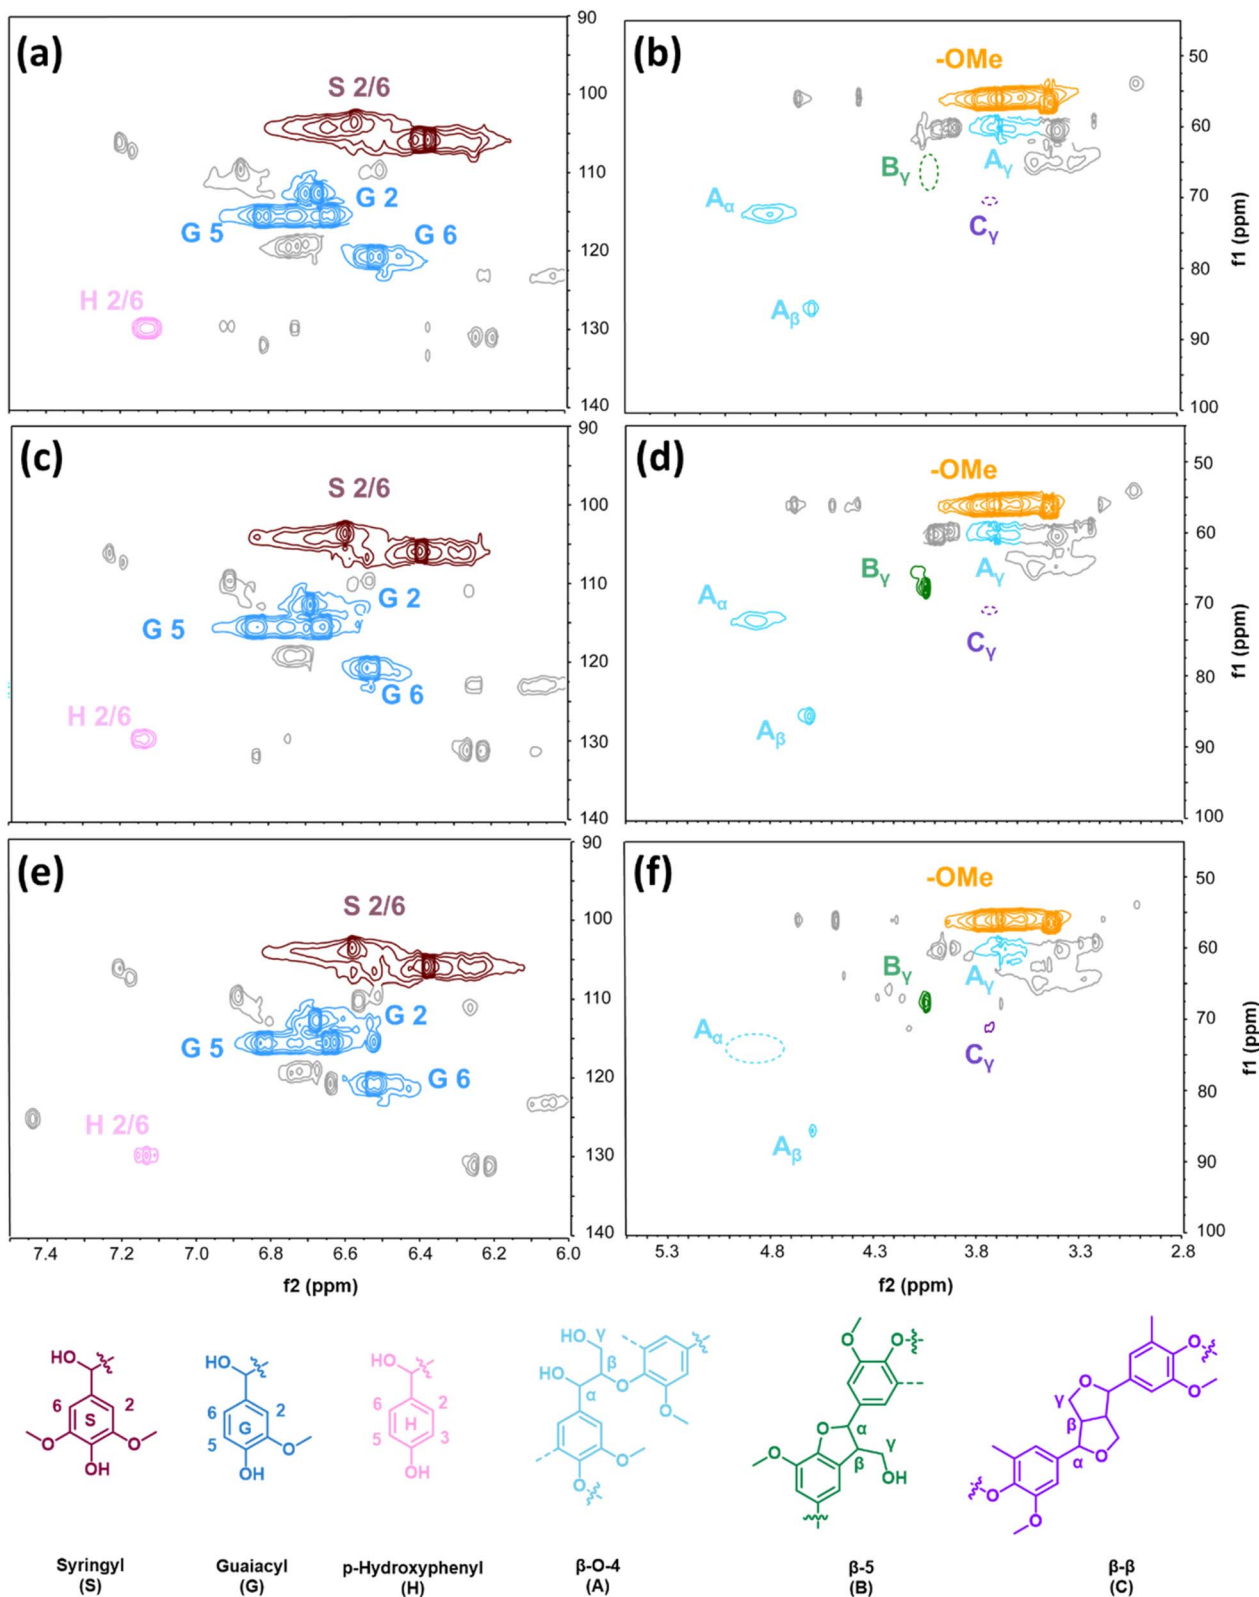 (a)
S 2/6
G 2
G 5
G 6
H 2/6
90
100
110
120
130
140
(b)
-OMe
Bγ
Aγ
Aα
Cγ
Aβ
50
60
70
80
90
100
f1 (ppm)
(c)
S 2/6
G 2
G 5
G 6
H 2/6
90
100
110
120
130
140
(d)
-OMe
Bγ
Aγ
Aα
Cγ
Aβ
50
60
70
80
90
100
f1 (ppm)
(e)
S 2/6
G 2
G 5
G 6
H 2/6
90
100
110
120
130
140
7.4 7.2 7.0 6.8 6.6 6.4 6.2 6.0
f2 (ppm)
(f)
-OMe
Bγ
Aγ
Aα
Cγ
Aβ
50
60
70
80
90
100
f1 (ppm)
5.3 4.8 4.3 3.8 3.3 2.8
f2 (ppm)
HO
6 2
S
5
O O
OH
HO
6 2
G
5 O
OH
HO
6 2
H
5 3
OH
HO γ
HO β
α O
O
O
O
O O
α
O γ
O β OH
O
O
O
γ
β
α O
O
O
Syringyl
(S)
Guaiacyl
(G)
p-Hydroxyphenyl
(H)
β-O-4
(A)
β-5
(B)
β-β
(C)